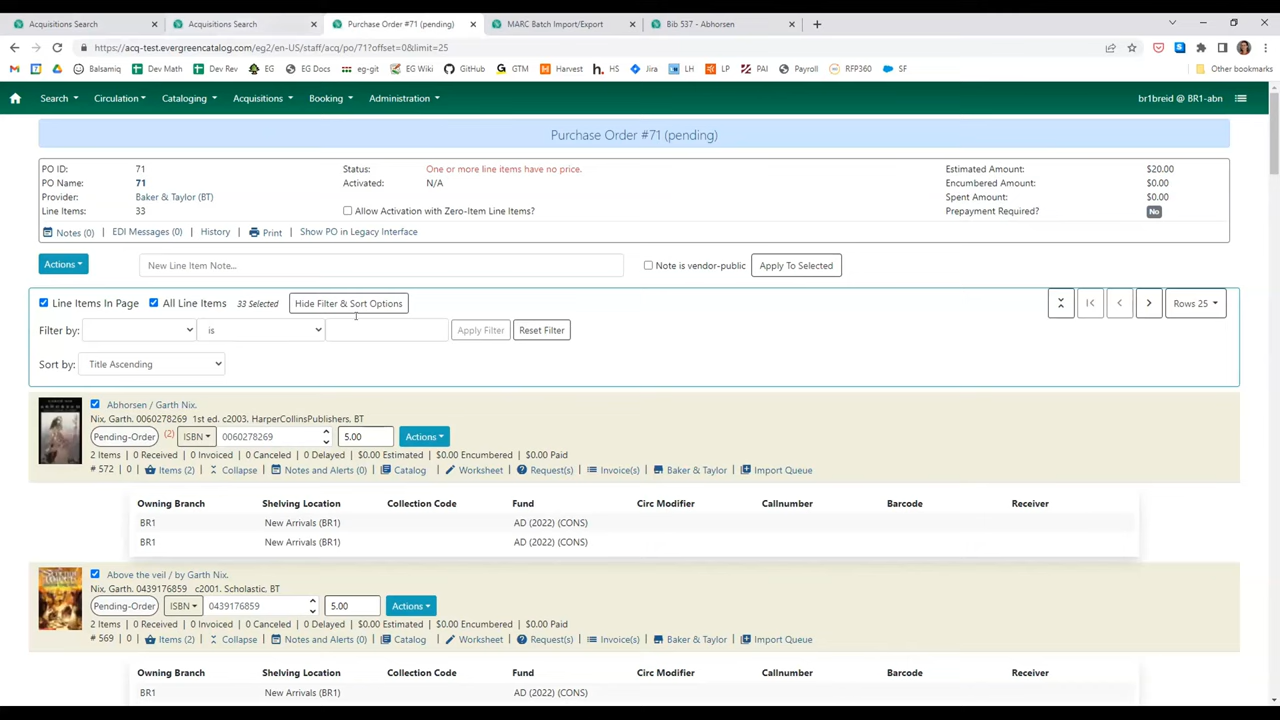 Acquisitions Search
Acquisitions Search
Purchase Order #71 (pending)
MARC Batch Import/Export
Bib 537 - Abhorsen
https://acq-test.evergreencatalog.com/eg2/en-US/staff/acq/po/71?offset=0&limit=25
Balsamiq Dev Math Dev Rev EG EG Docs eg-git EG Wiki GitHub GTM Harvest HS Jira LH LP PAI Payroll RFP360 SF Other bookmarks
Search Circulation Cataloging Acquisitions Booking Administration br1breid @ BR1-abn
Purchase Order #71 (pending)
PO ID: 71 Status: One or more line items have no price. Estimated Amount: $20.00
PO Name: 71 Activated: N/A Encumbered Amount: $0.00
Provider: Baker & Taylor (BT) Spent Amount: $0.00
Line Items: 33 Allow Activation with Zero-Item Line Items? Prepayment Required? No
Notes (0) EDI Messages (0) History Print Show PO in Legacy Interface
Actions New Line Item Note... Note is vendor-public Apply To Selected
Line Items In Page All Line Items 33 Selected Hide Filter & Sort Options Rows 25
Filter by: is Apply Filter Reset Filter
Sort by: Title Ascending
Abhorsen / Garth Nix.
Nix, Garth. 0060278269 1st ed. c2003, HarperCollinsPublishers, BT
Pending-Order (2) ISBN 0060278269 5.00 Actions
2 Items | 0 Received | 0 Invoiced | 0 Canceled | 0 Delayed | $0.00 Estimated | $0.00 Encumbered | $0.00 Paid
# 572 | 0 | Items (2) | Collapse | Notes and Alerts (0) | Catalog | Worksheet | Request(s) | Invoice(s) | Baker & Taylor | Import Queue
Owning Branch Shelving Location Collection Code Fund Circ Modifier Callnumber Barcode Receiver
BR1 New Arrivals (BR1) AD (2022) (CONS)
BR1 New Arrivals (BR1) AD (2022) (CONS)
Above the veil / by Garth Nix.
Nix, Garth. 0439176859 c2001. Scholastic, BT
Pending-Order ISBN 0439176859 5.00 Actions
2 Items | 0 Received | 0 Invoiced | 0 Canceled | 0 Delayed | $0.00 Estimated | $0.00 Encumbered | $0.00 Paid
# 569 | 0 | Items (2) | Collapse | Notes and Alerts (0) | Catalog | Worksheet | Request(s) | Invoice(s) | Baker & Taylor | Import Queue
Owning Branch Shelving Location Collection Code Fund Circ Modifier Callnumber Barcode Receiver
BR1 New Arrivals (BR1) AD (2022) (CONS)